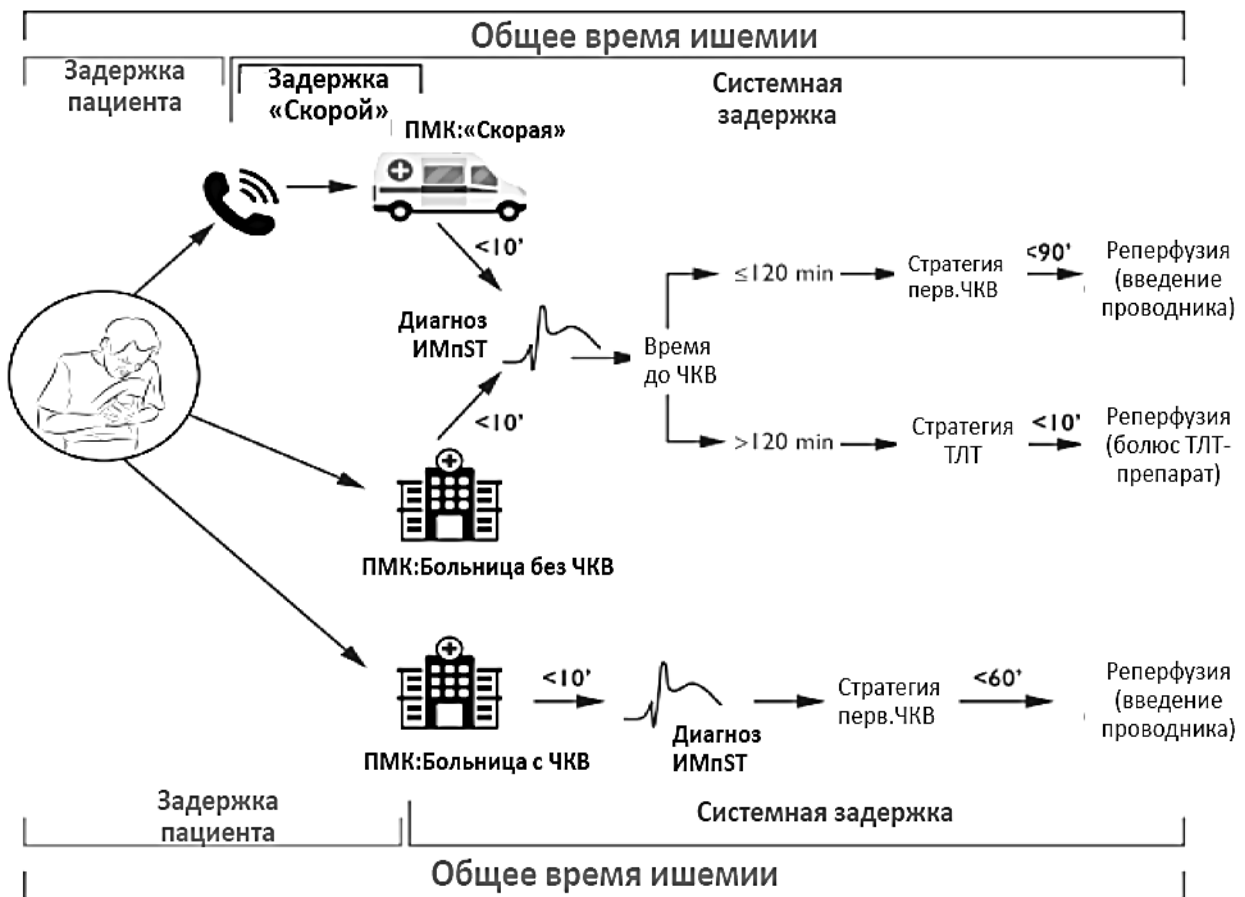 Общее время ишемии
Задержка
пациента
Задержка
«Скорой»
Системная
задержка
ПМК:«Скорая»
<10’
Диагноз
ИМпST
<10’
Время
до ЧКВ
≤120 min
Стратегия
перв.ЧКВ
<90’
Реперфузия
(введение
проводника)
>120 min
Стратегия
ТЛТ
<10’
Реперфузия
(болюс ТЛТ-
препарат)
ПМК:Больница без ЧКВ
<10’
Диагноз
ИМпST
Стратегия
перв.ЧКВ
<60’
Реперфузия
(введение
проводника)
ПМК:Больница с ЧКВ
Задержка
пациента
Системная задержка
Общее время ишемии